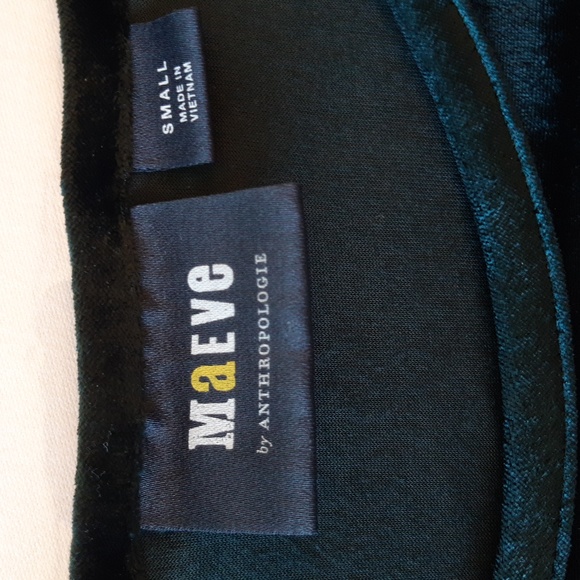 SMALL
MADE IN
VIETNAM
MaEVe
by ANTHROPOLOGIE